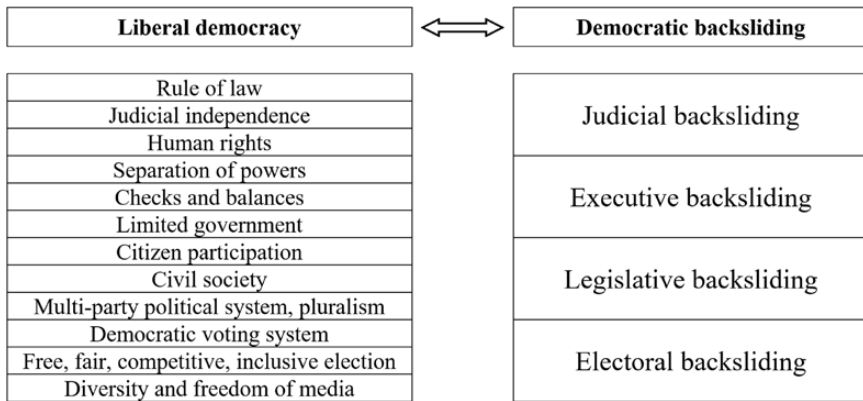 Liberal democracy
Democratic backsliding
Rule of law
Judicial independence
Human rights
Separation of powers
Checks and balances
Limited government
Citizen participation
Civil society
Multi-party political system, pluralism
Democratic voting system
Free, fair, competitive, inclusive election
Diversity and freedom of media
Judicial backsliding
Executive backsliding
Legislative backsliding
Electoral backsliding